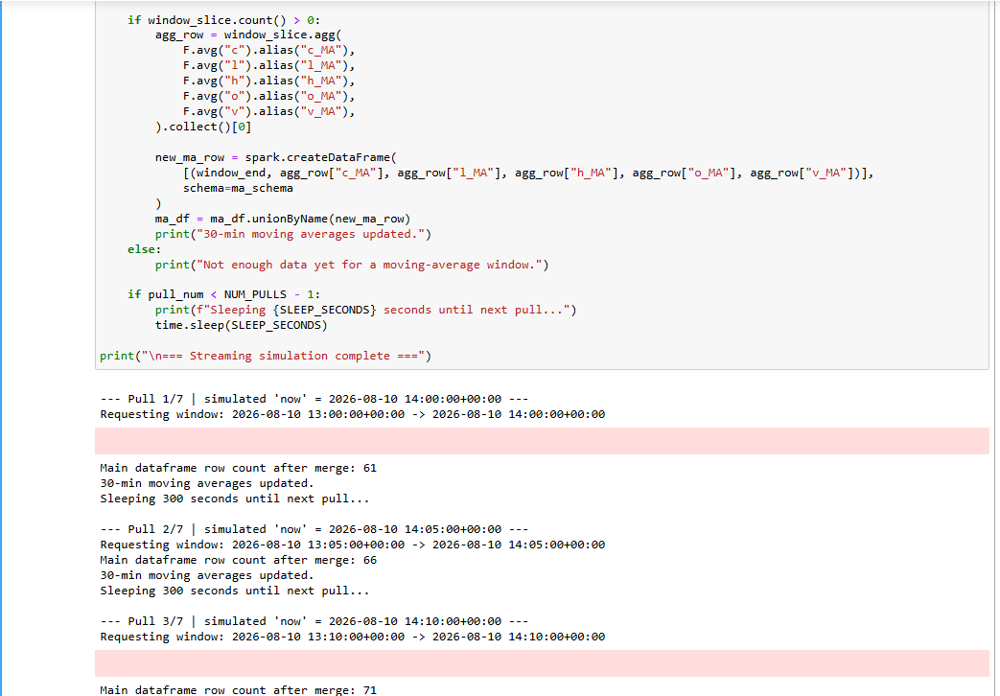 if window_slice.count() > 0:
agg_row = window_slice.agg(
F.avg("c").alias("c_MA"),
F.avg("l").alias("l_MA"),
F.avg("h").alias("h_MA"),
F.avg("o").alias("o_MA"),
F.avg("v").alias("v_MA"),
).collect()[0]
new_ma_row = spark.createDataFrame(
[(window_end, agg_row["c_MA"], agg_row["l_MA"], agg_row["h_MA"], agg_row["o_MA"], agg_row["v_MA"])],
schema=ma_schema
)
ma_df = ma_df.unionByName(new_ma_row)
print("30-min moving averages updated.")
else:
print("Not enough data yet for a moving-average window.")
if pull_num < NUM_PULLS - 1:
print(f"Sleeping {SLEEP_SECONDS} seconds until next pull...")
time.sleep(SLEEP_SECONDS)
print("\n=== Streaming simulation complete ===")
--- Pull 1/7 | simulated 'now' = 2026-08-10 14:00:00+00:00 ---
Requesting window: 2026-08-10 13:00:00+00:00 -> 2026-08-10 14:00:00+00:00
Main dataframe row count after merge: 61
30-min moving averages updated.
Sleeping 300 seconds until next pull...
--- Pull 2/7 | simulated 'now' = 2026-08-10 14:05:00+00:00 ---
Requesting window: 2026-08-10 13:05:00+00:00 -> 2026-08-10 14:05:00+00:00
Main dataframe row count after merge: 66
30-min moving averages updated.
Sleeping 300 seconds until next pull...
--- Pull 3/7 | simulated 'now' = 2026-08-10 14:10:00+00:00 ---
Requesting window: 2026-08-10 13:10:00+00:00 -> 2026-08-10 14:10:00+00:00
Main dataframe row count after merge: 71